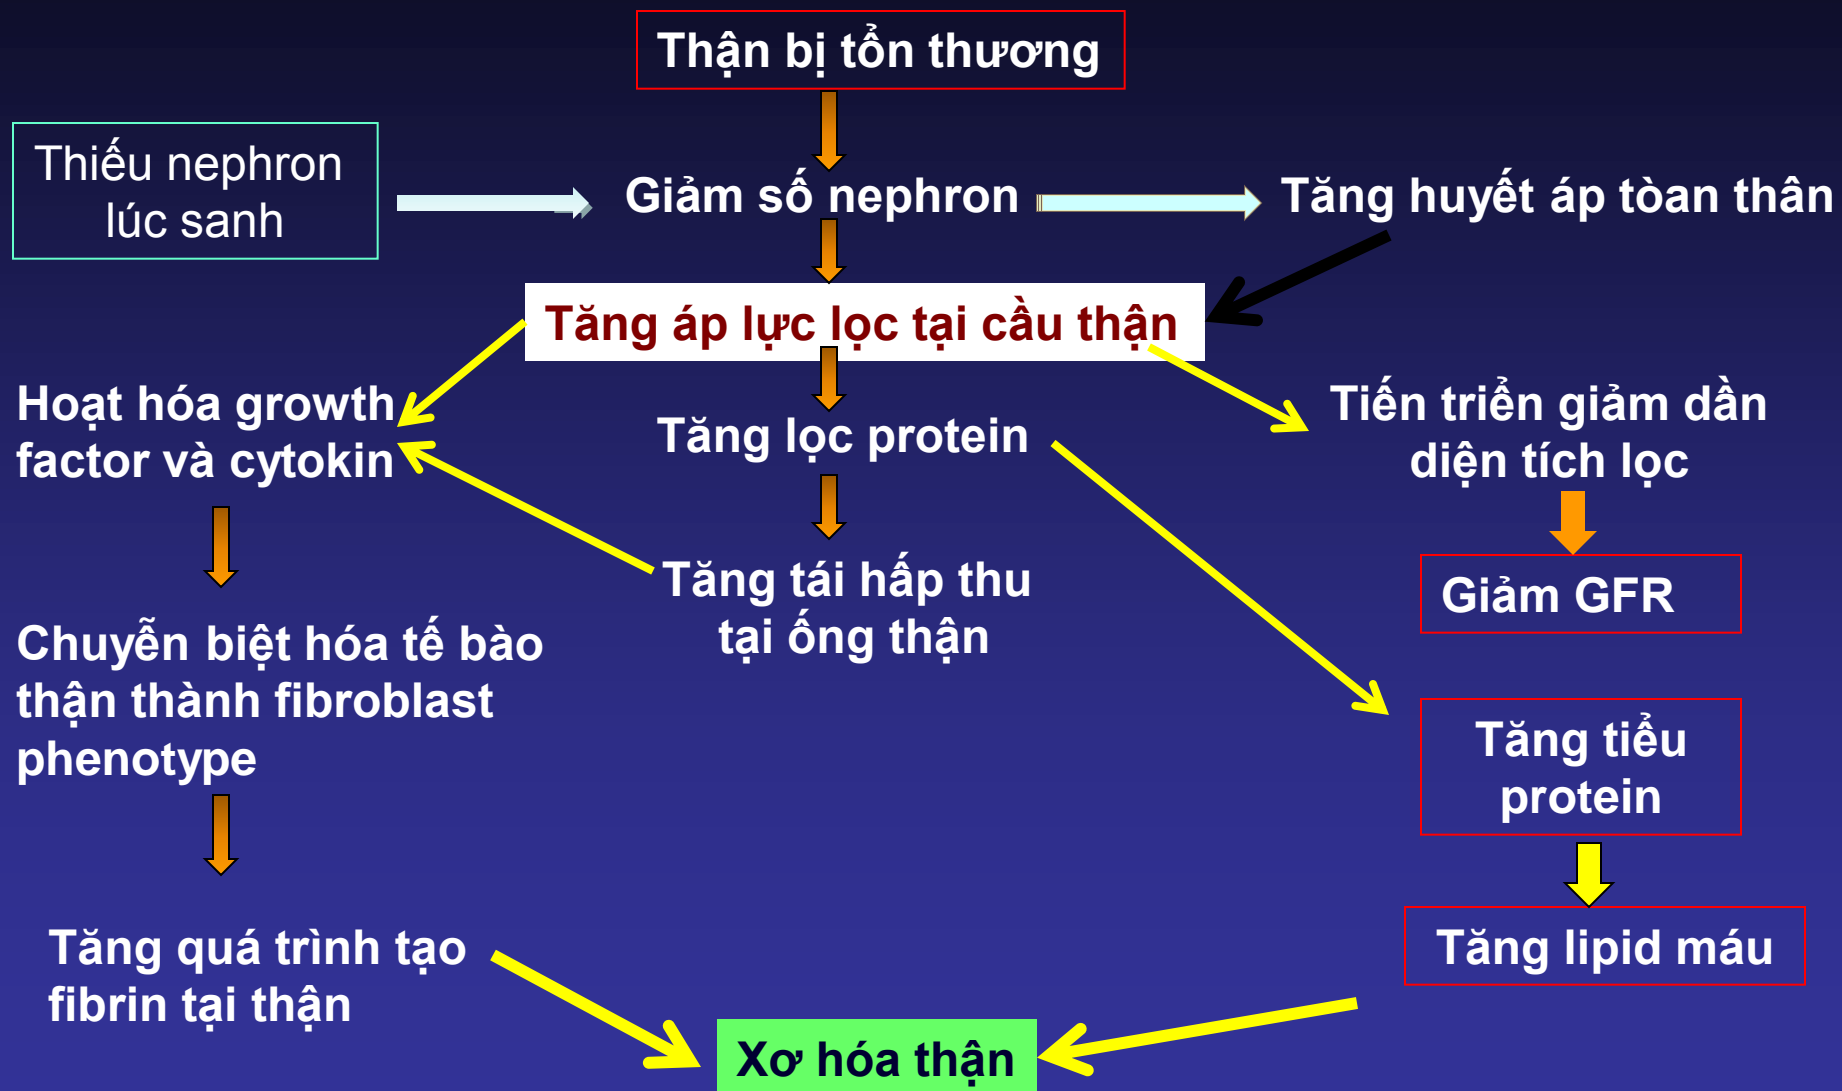 Thận bị tổn thương
Thiếu nephron
lúc sanh
Giảm số nephron
Tăng huyết áp tòan thân
Tăng áp lực lọc tại cầu thận
Hoạt hóa growth
factor và cytokin
Tăng lọc protein
Tiến triển giảm dần
diện tích lọc
Tăng tái hấp thu
tại ống thận
Giảm GFR
Chuyễn biệt hóa tế bào
thận thành fibroblast
phenotype
Tăng tiểu
protein
Tăng quá trình tạo
fibrin tại thận
Tăng lipid máu
Xơ hóa thận